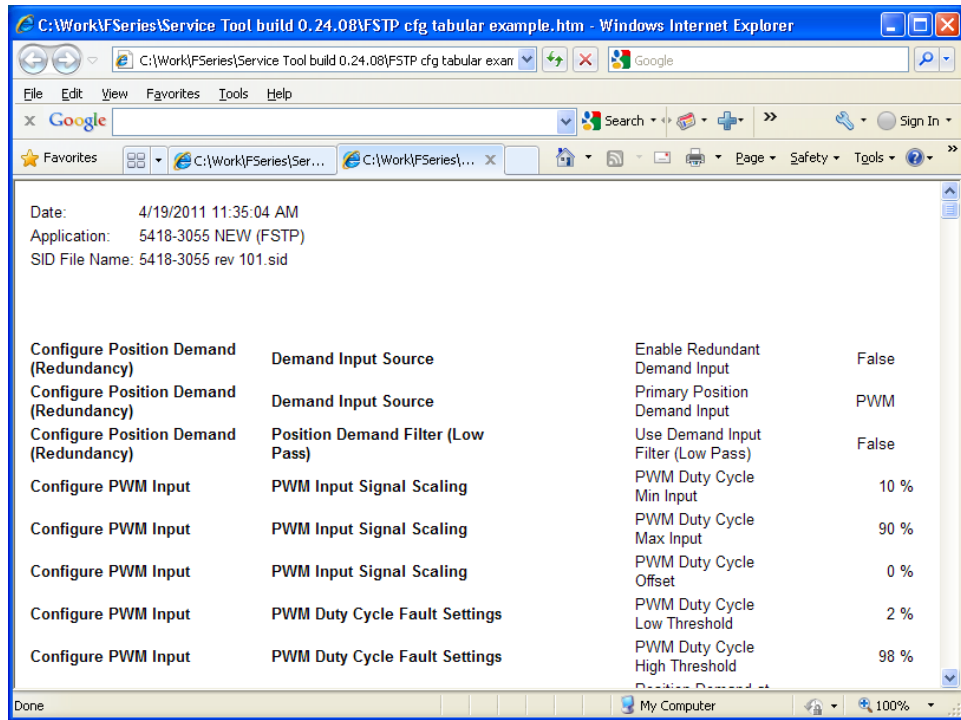 C:\Work\FSeries\Service Tool build 0.24.08\FSTP cfg tabular example.htm - Windows Internet Explorer
C:\Work\FSeries\Service Tool build 0.24.08\FSTP cfg tabular exam
Google
File Edit View Favorites Tools Help
x Google Search Sign In
Favorites C:\Work\FSeries\Ser... C:\Work\FSeries\... X Page Safety Tools
Date: 4/19/2011 11:35:04 AM
Application: 5418-3055 NEW (FSTP)
SID File Name: 5418-3055 rev 101.sid
Configure Position Demand (Redundancy) Demand Input Source Enable Redundant Demand Input False
Configure Position Demand (Redundancy) Demand Input Source Primary Position Demand Input PWM
Configure Position Demand (Redundancy) Position Demand Filter (Low Pass) Use Demand Input Filter (Low Pass) False
Configure PWM Input PWM Input Signal Scaling PWM Duty Cycle Min Input 10 %
Configure PWM Input PWM Input Signal Scaling PWM Duty Cycle Max Input 90 %
Configure PWM Input PWM Input Signal Scaling PWM Duty Cycle Offset 0 %
Configure PWM Input PWM Duty Cycle Fault Settings PWM Duty Cycle Low Threshold 2 %
Configure PWM Input PWM Duty Cycle Fault Settings PWM Duty Cycle High Threshold 98 %
Position Demand at
Done My Computer 100%